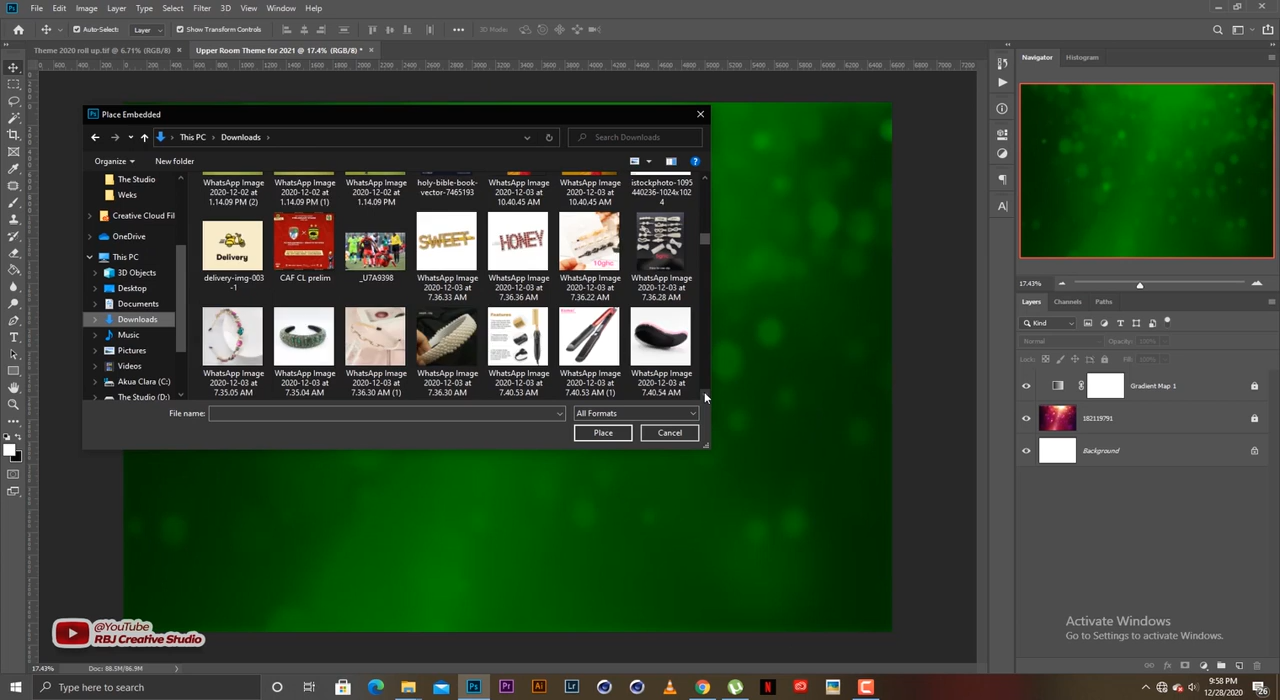 File Edit Image Layer Type Select Filter 3D View Window Help
Auto-Select: Layer Show Transform Controls 3D Mode:
Theme 2020 roll up.tif @ 6.71% (RGB/8) × Upper Room Theme for 2021 @ 17.4% (RGB/8) * ×
Place Embedded
This PC › Downloads ›
Search Downloads
Organize New folder
The Studio
Weks
Creative Cloud Fil
OneDrive
This PC
3D Objects
Desktop
Documents
Downloads
Music
Pictures
Videos
Akua Clara (C:)
The Studio (D:)
WhatsApp Image 2020-12-02 at 1.14.09 PM (2)
WhatsApp Image 2020-12-02 at 1.14.09 PM (1)
WhatsApp Image 2020-12-02 at 1.14.09 PM
holy-bible-book-vector-7465193
WhatsApp Image 2020-12-03 at 10.40.45 AM
WhatsApp Image 2020-12-03 at 10.40.45 AM
istockphoto-1095440236-1024x1024
Delivery
SWEET
HONEY
delivery-img-003-1
CAF CL prelim
_U7A9398
WhatsApp Image 2020-12-03 at 7.36.33 AM
WhatsApp Image 2020-12-03 at 7.36.36 AM
WhatsApp Image 2020-12-03 at 7.36.22 AM
WhatsApp Image 2020-12-03 at 7.36.28 AM
Features
WhatsApp Image 2020-12-03 at 7.35.05 AM
WhatsApp Image 2020-12-03 at 7.35.04 AM
WhatsApp Image 2020-12-03 at 7.36.30 AM (1)
WhatsApp Image 2020-12-03 at 7.36.30 AM
WhatsApp Image 2020-12-03 at 7.40.53 AM
WhatsApp Image 2020-12-03 at 7.40.53 AM (1)
WhatsApp Image 2020-12-03 at 7.40.54 AM
File name: All Formats
Place Cancel
Navigator Histogram
17.43%
Layers Channels Paths
Kind
Normal Opacity: 100%
Lock: Fill: 100%
Gradient Map 1
182119791
Background
Activate Windows
Go to Settings to activate Windows.
@YouTube
RBJ Creative Studio
17.43% Doc: 88.5M/86.9M
Type here to search
9:58 PM
12/28/2020